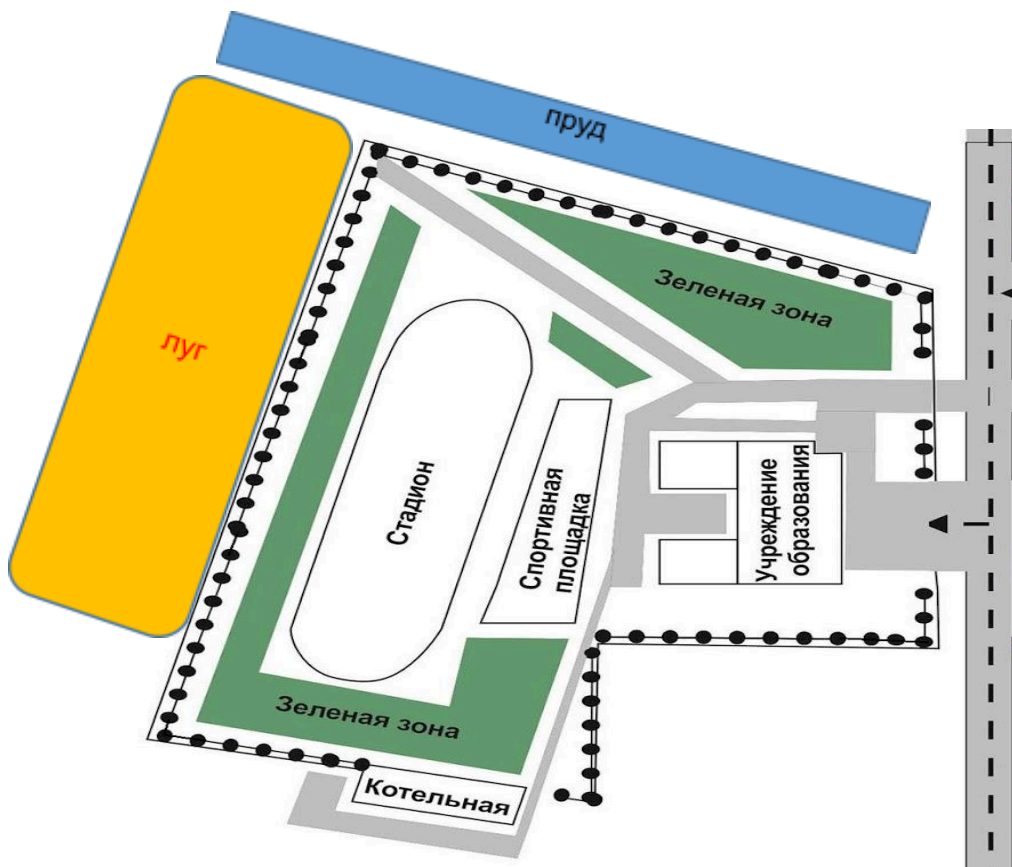 пруд
Зеленая зона
луг
Стадион
Спортивная
площадка
Учреждение
образования
Зеленая зона
Котельная